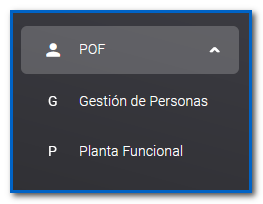 POF
G Gestión de Personas
P Planta Funcional